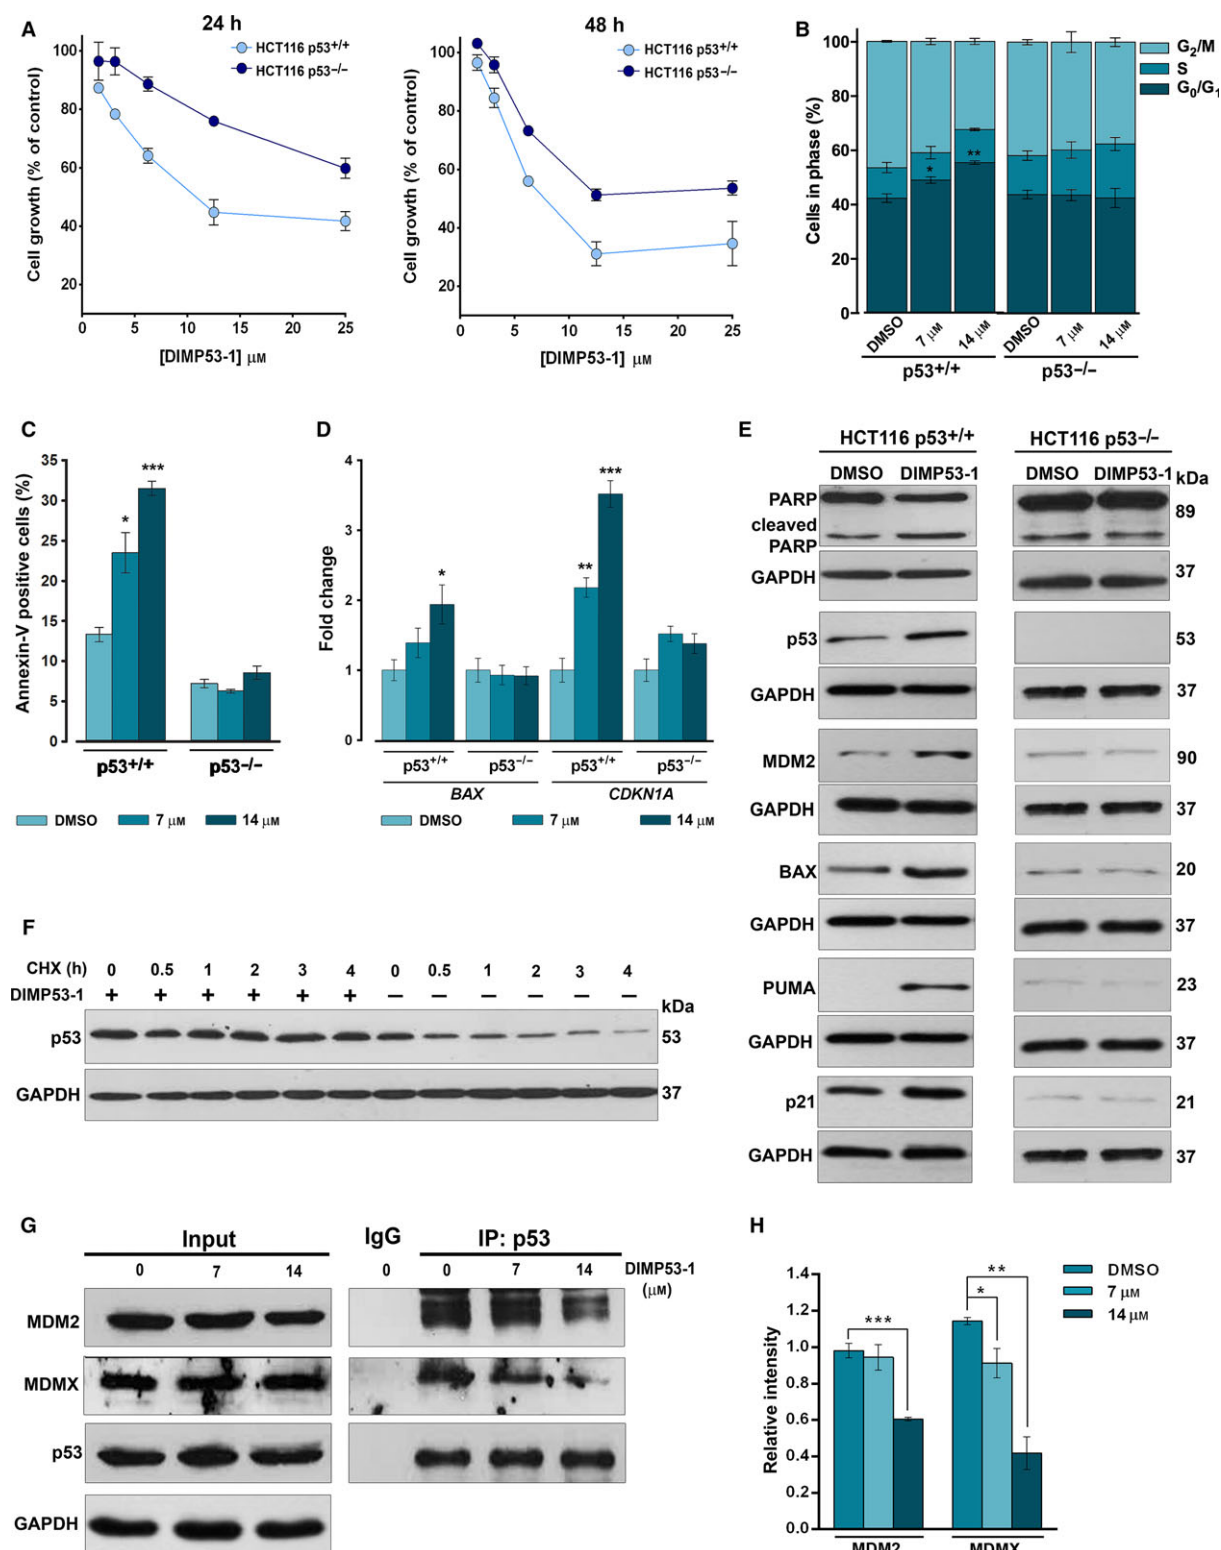 A
24 h
HCT116 p53+/+
HCT116 p53−/−
Cell growth (% of control)
100
80
60
40
20
0 5 10 15 20 25
[DIMP53-1] μM
48 h
HCT116 p53+/+
HCT116 p53−/−
Cell growth (% of control)
100
80
60
40
20
0 5 10 15 20 25
[DIMP53-1] μM
B
Cells in phase (%)
100
80
60
40
20
0
* **
G2/M
S
G0/G1
DMSO 7 μM 14 μM DMSO 7 μM 14 μM
p53+/+ p53−/−
C
Annexin-V positive cells (%)
35
30
25
20
15
10
5
0
* ***
p53+/+ p53−/−
DMSO 7 μM 14 μM
D
Fold change
4
3
2
1
0
* ** ***
p53+/+ p53−/− p53+/+ p53−/−
BAX CDKN1A
DMSO 7 μM 14 μM
E
HCT116 p53+/+ HCT116 p53−/−
DMSO DIMP53-1 DMSO DIMP53-1 kDa
PARP 89
cleaved
PARP
GAPDH 37
p53 53
GAPDH 37
MDM2 90
GAPDH 37
BAX 20
GAPDH 37
PUMA 23
GAPDH 37
p21 21
GAPDH 37
F
CHX (h) 0 0.5 1 2 3 4 0 0.5 1 2 3 4
DIMP53-1 + + + + + + − − − − − −
kDa
p53 53
GAPDH 37
G
Input IgG IP: p53
0 7 14 0 0 7 14 DIMP53-1
(μM)
MDM2
MDMX
p53
GAPDH
H
Relative intensity
1.4
1.2
1.0
0.8
0.6
0.4
0.2
0.0
*** * **
DMSO
7 μM
14 μM
MDM2 MDMX